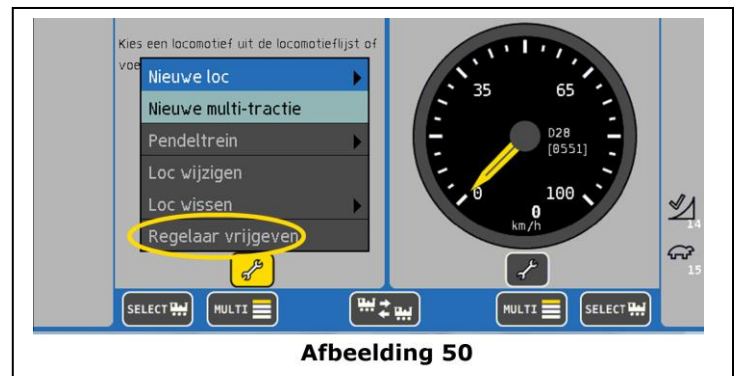 Kies een locomotief uit de locomotieflijst of
voe
Nieuwe loc
Nieuwe multi-tractie
Pendeltrein
Loc wijzigen
Loc wissen
Regelaar vrijgeven
35
65
D28
[0551]
0
100
0
km/h
14
15
SELECT
MULTI
MULTI
SELECT
Afbeelding 50